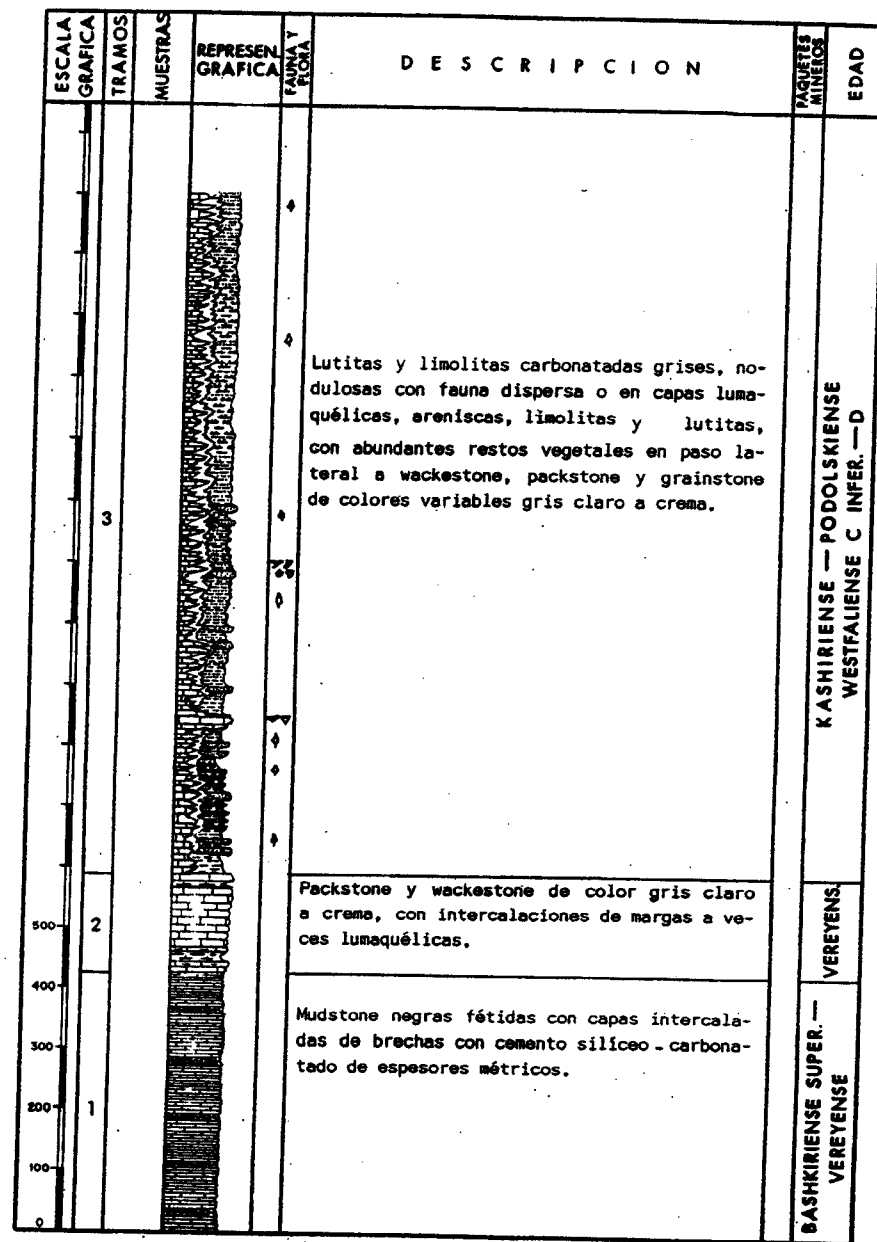 ESCALA GRAFICA
TRAMOS
MUESTRAS
REPRESEN. GRAFICA
FAUNA Y FLORA
DESCRIPCION
PAQUETES MINEROS
EDAD
3
Lutitas y limolitas carbonatadas grises, no-
dulosas con fauna dispersa o en capas luma-
quélicas, areniscas, limolitas y lutitas,
con abundantes restos vegetales en paso la-
teral a wackestone, packstone y grainstone
de colores variables gris claro a crema.
KASHIRIENSE — PODOLSKIENSE
WESTFALIENSE C INFER. — D
500
2
Packstone y wackestone de color gris claro
a crema, con intercalaciones de margas a ve-
ces lumaquélicas.
VEREYENS.
400
300
200
100
0
1
Mudstone negras fétidas con capas intercala-
das de brechas con cemento silíceo - carbona-
tado de espesores métricos.
BASHKIRIENSE SUPER. —
VEREYENSE